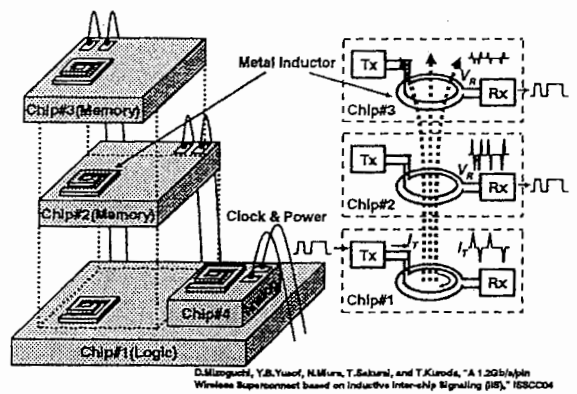 Metal Inductor
Chip#3(Memory)
Chip#2(Memory)
Clock & Power
Chip#4
Chip#1(Logic)
Tx
V_R
Rx
Chip#3
Tx
V_R
Rx
Chip#2
I_T
I_T
Tx
Rx
Chip#1
D.Mizoguchi, Y.B.Yusof, N.Miura, T.Sakurai, and T.Kuroda, "A 1.2Gb/s/pin
Wireless Superconnect based on Inductive Inter-chip Signaling (IIS)," ISSCC04